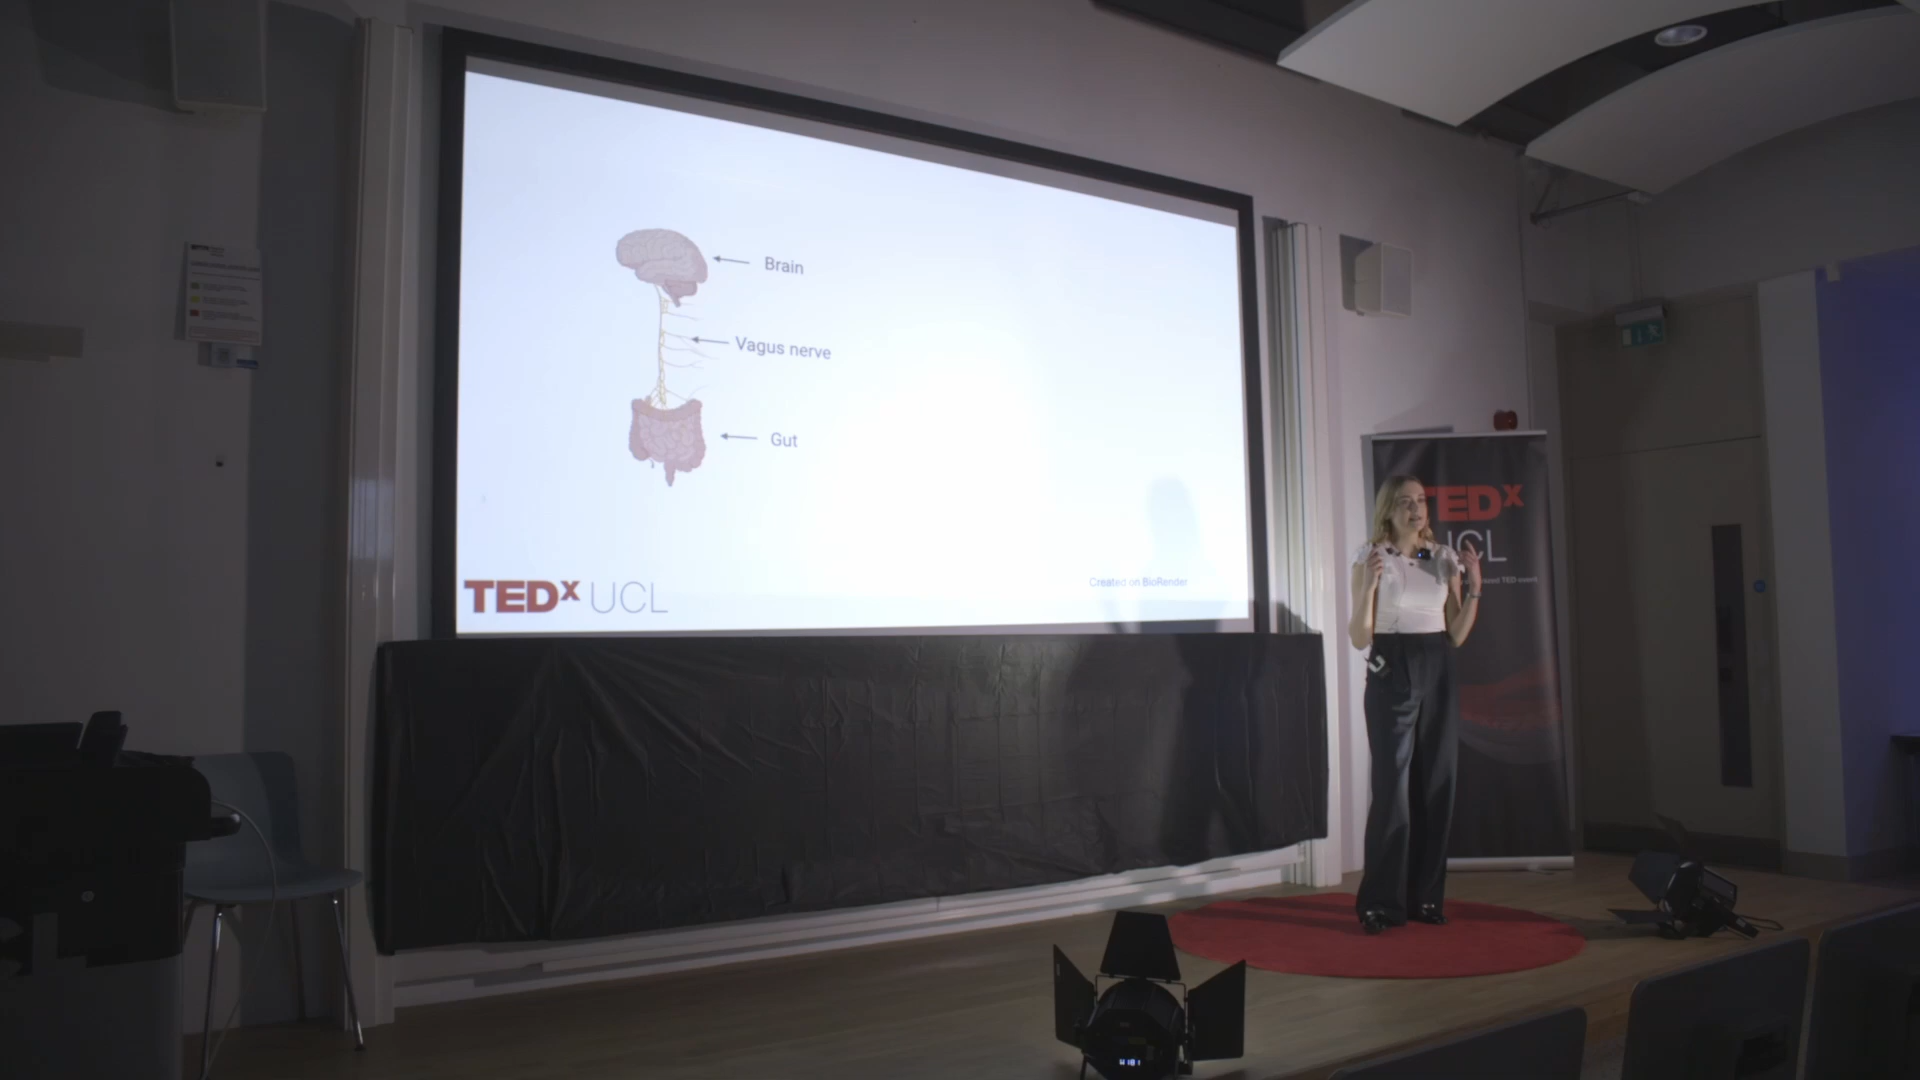 Brain
Vagus nerve
Gut
Created on BioRender
TEDx UCL
TEDx
UCL